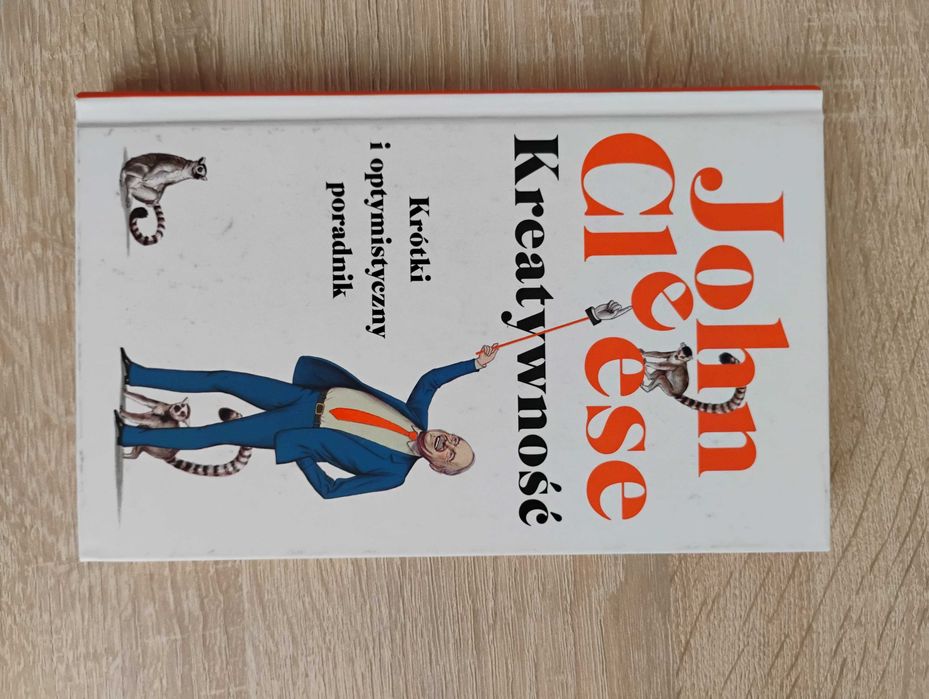 John
Cleese
Kreatywność
Krótki
i optymistyczny
poradnik